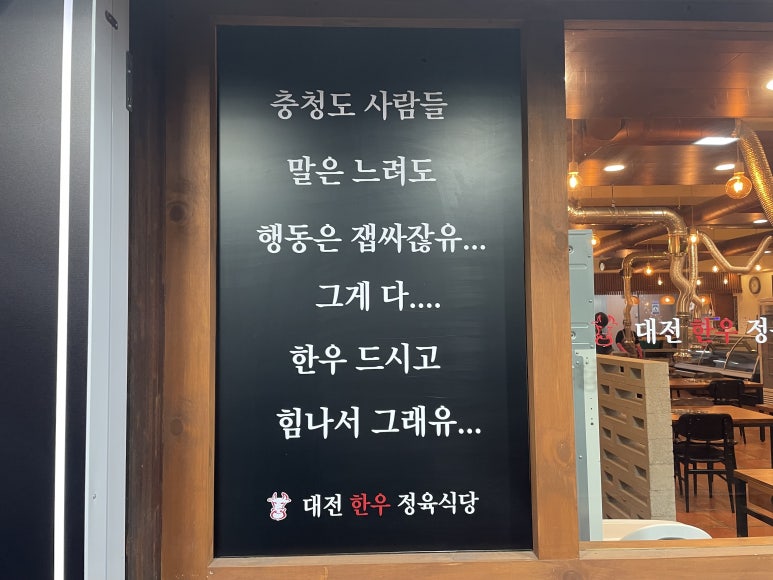 충청도 사람들
말은 느려도
행동은 잽싸잖유...
그게 다....
한우 드시고
힘나서 그래유...
대전 한우 정육식당
대전 한우 정